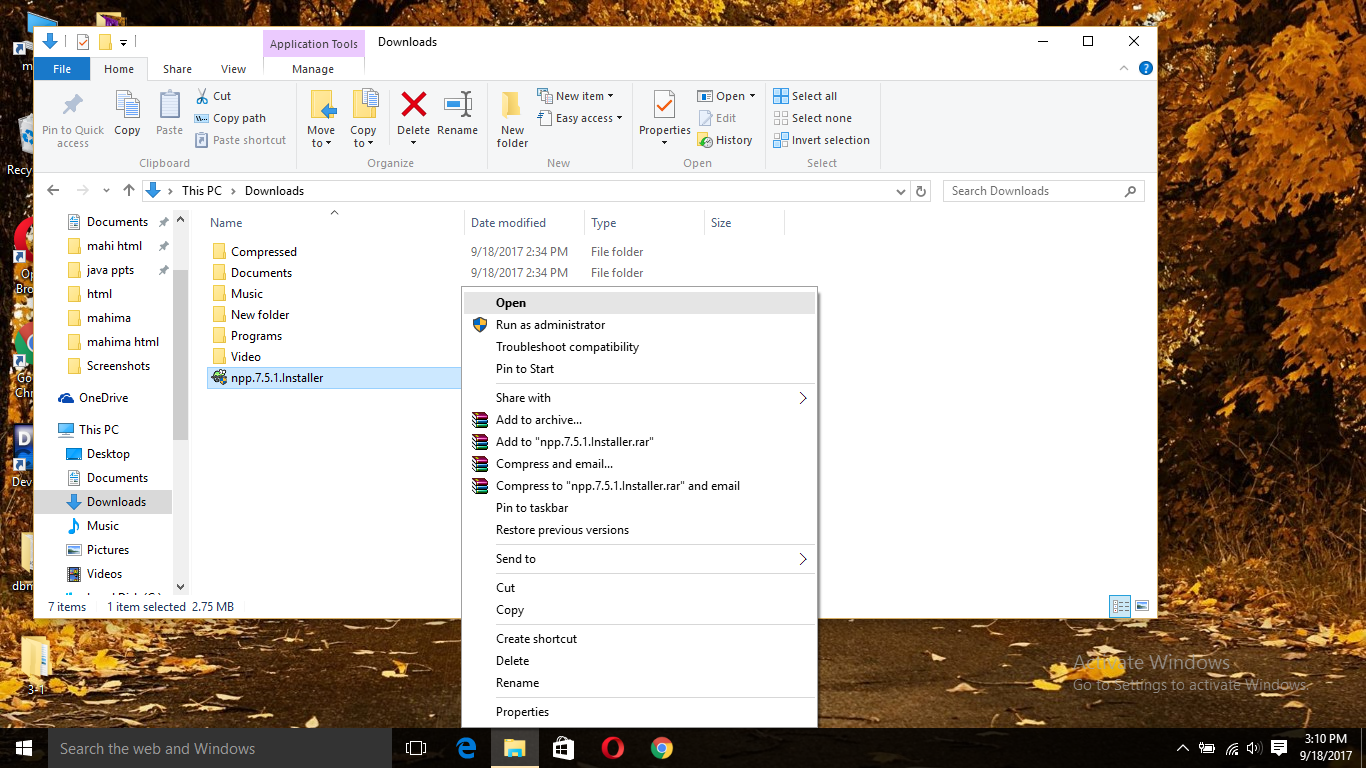 Application Tools
Downloads
File
Home
Share
View
Manage
Pin to Quick access
Copy
Paste
Cut
Copy path
Paste shortcut
Clipboard
Move to
Copy to
Delete
Rename
Organize
New folder
New item
Easy access
New
Properties
Open
Edit
History
Open
Select all
Select none
Invert selection
Select
This PC
Downloads
Search Downloads
Documents
mahi html
java ppts
html
mahima
mahima html
Screenshots
OneDrive
This PC
Desktop
Documents
Downloads
Music
Pictures
Videos
Name
Date modified
Type
Size
Compressed
9/18/2017 2:34 PM
File folder
Documents
9/18/2017 2:34 PM
File folder
Music
New folder
Programs
Video
npp.7.5.1.Installer
Open
Run as administrator
Troubleshoot compatibility
Pin to Start
Share with
Add to archive...
Add to "npp.7.5.1.Installer.rar"
Compress and email...
Compress to "npp.7.5.1.Installer.rar" and email
Pin to taskbar
Restore previous versions
Send to
Cut
Copy
Create shortcut
Delete
Rename
Properties
7 items
1 item selected 2.75 MB
3-1
Activate Windows
Go to Settings to activate Windows.
Search the web and Windows
3:10 PM
9/18/2017